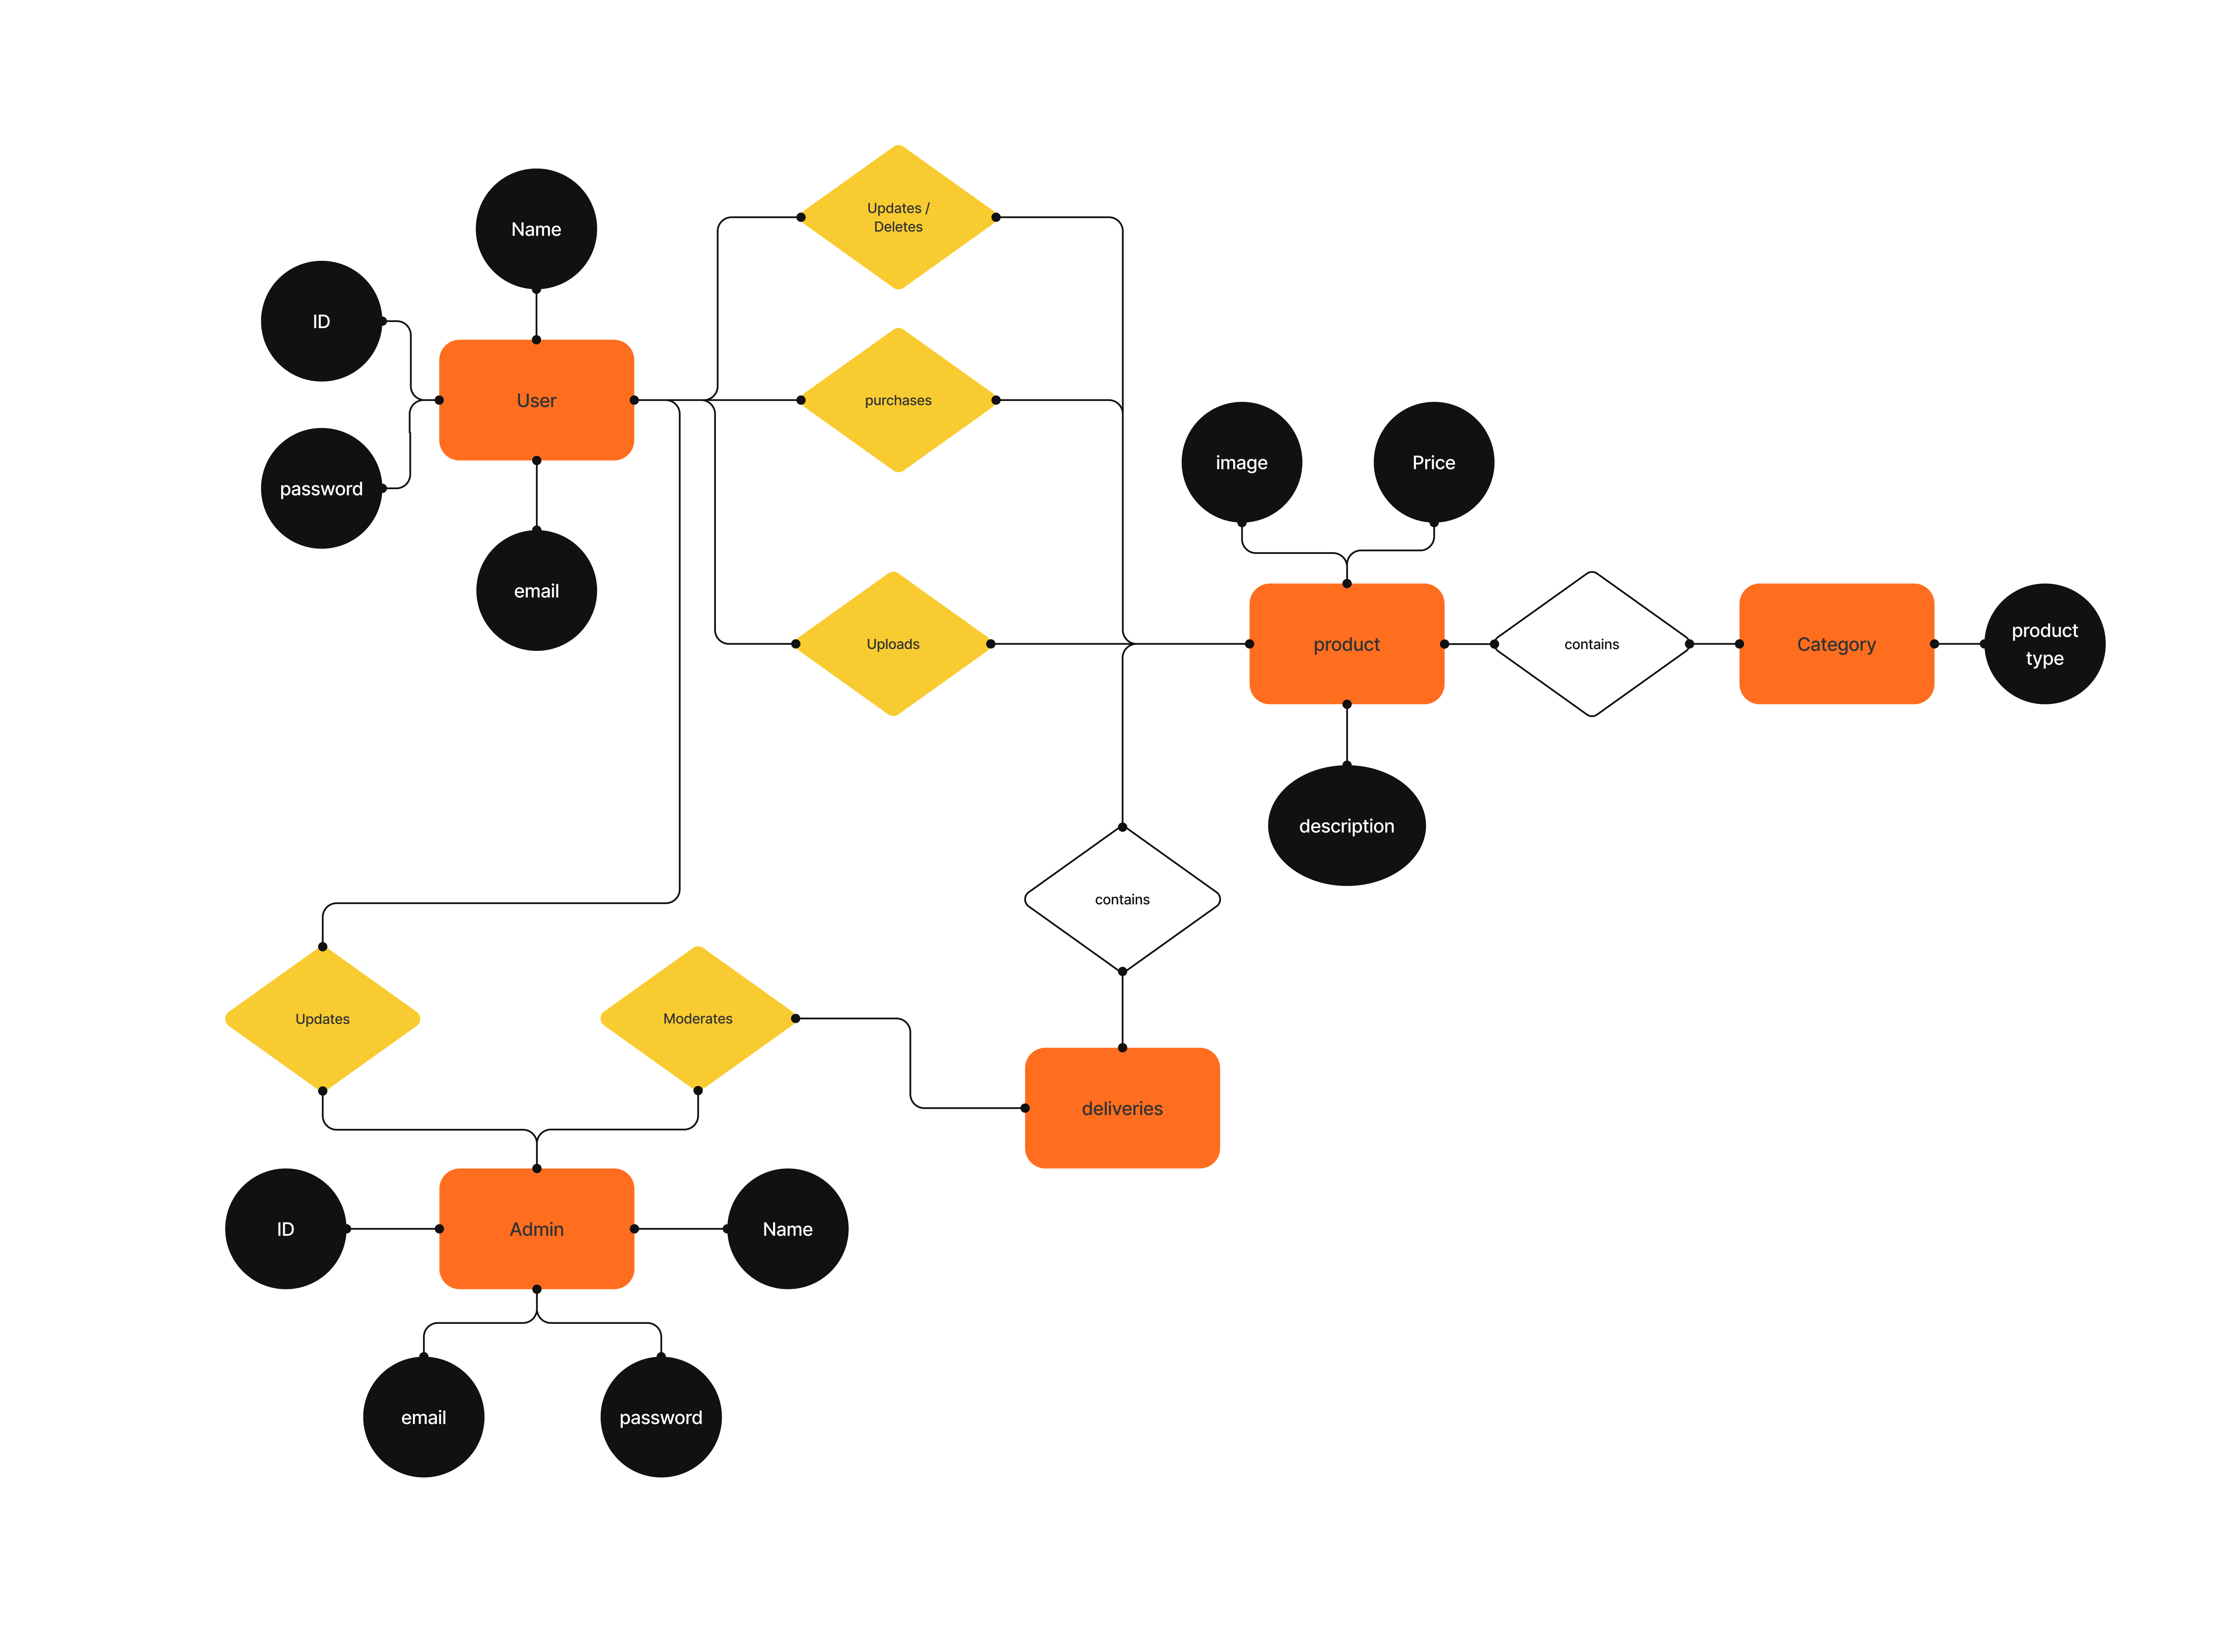 Updates /
Deletes
Name
ID
User
purchases
image
Price
password
email
Uploads
product
contains
Category
product
type
description
contains
Updates
Moderates
deliveries
ID
Admin
Name
email
password